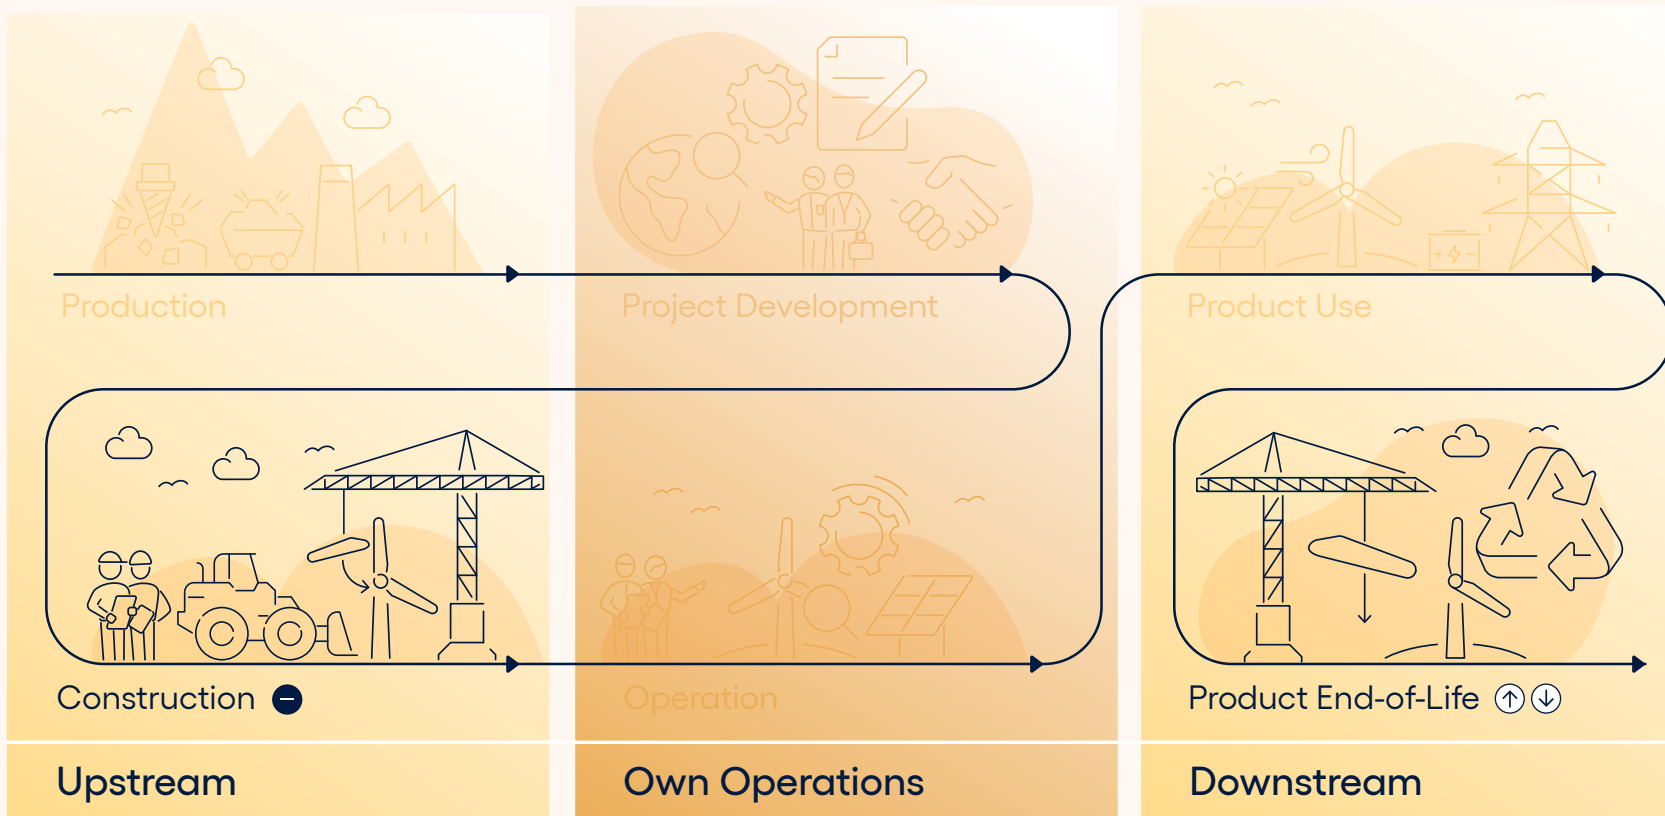 Production
Project Development
Product Use
Construction
Operation
Product End-of-Life
Upstream
Own Operations
Downstream